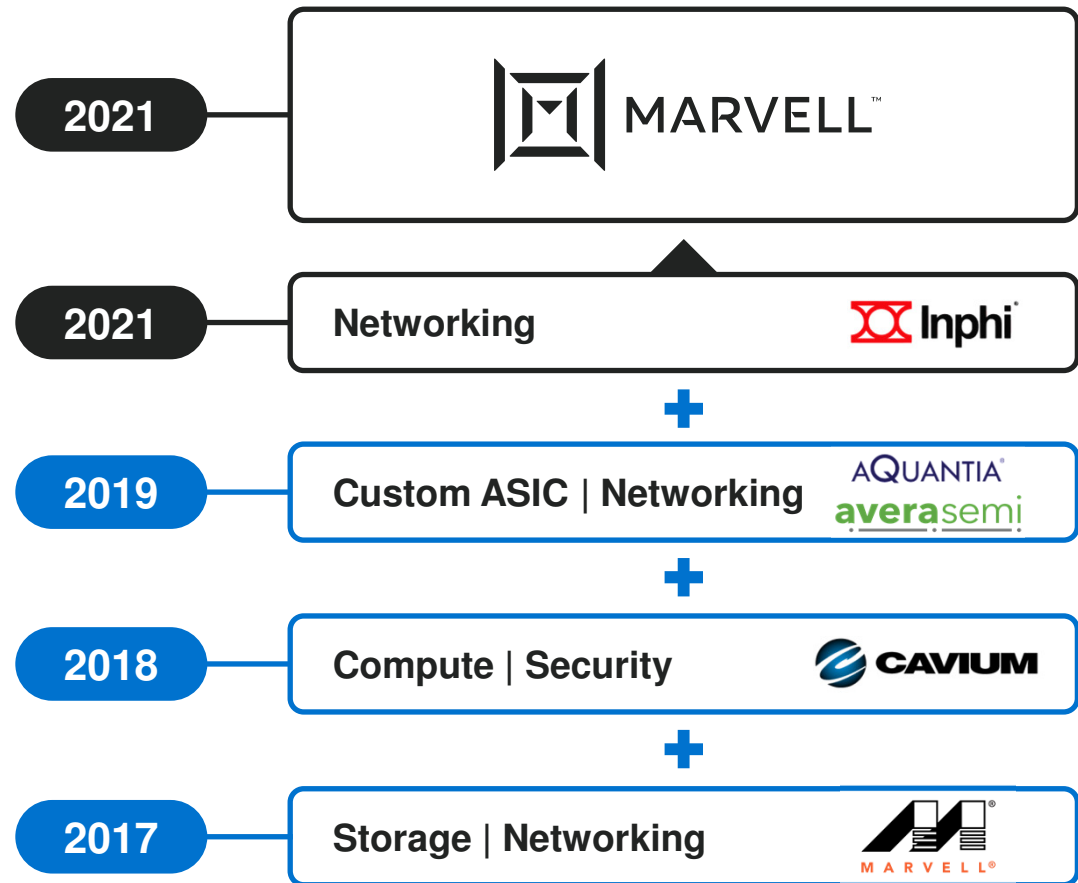 2021
MARVELL™
2021
Networking
Inphi®
2019
Custom ASIC | Networking
AQUANTIA®
averasemi
2018
Compute | Security
CAVIUM
2017
Storage | Networking
®
MARVELL®